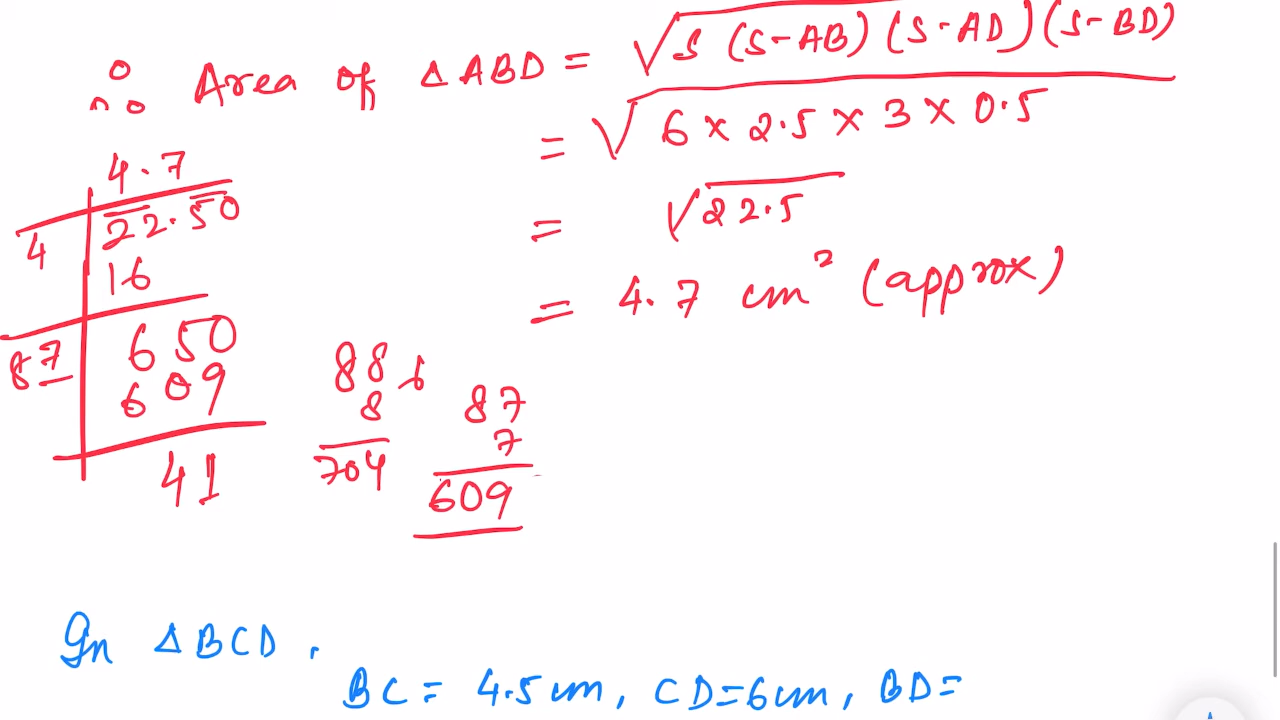 ∴ Area of △ABD = √s (s-AB) (s-AD) (s-BD)
= √6 × 2.5 × 3 × 0.5
= √22.5
= 4.7 cm² (approx)
4.7
4 22.50
16
87 650
609
41
88
8
704
87
7
609
In △BCD,
BC = 4.5 cm, CD=6cm, BD=